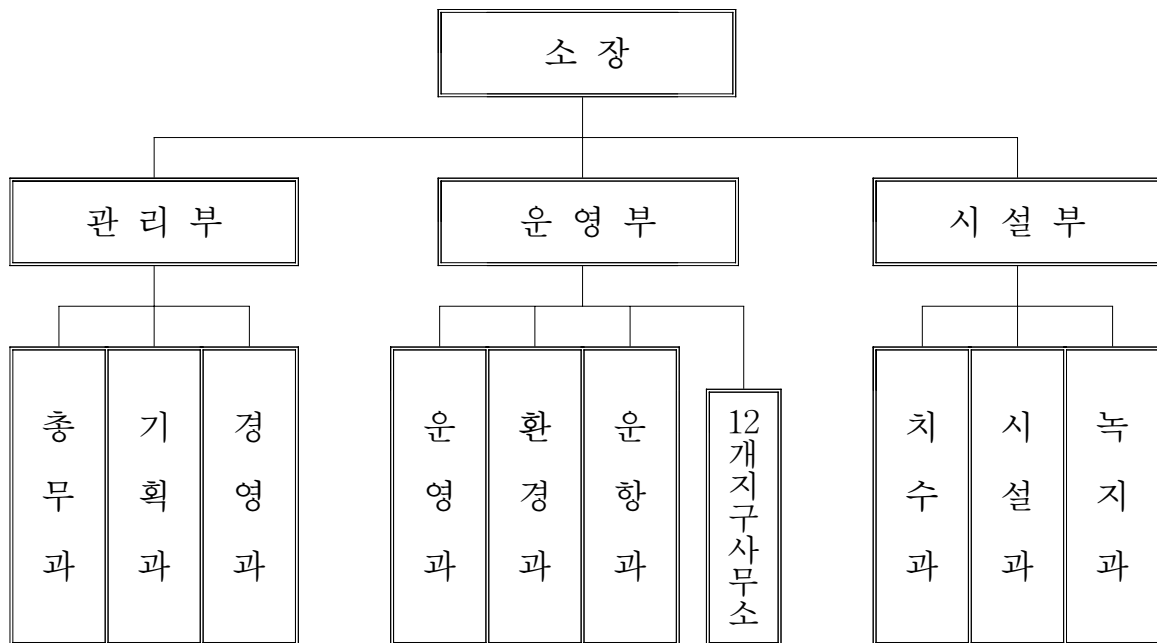 소 장
관 리 부
운 영 부
시 설 부
총무과
기획과
경영과
운영과
환경과
운항과
12개지구사무소
치수과
시설과
녹지과